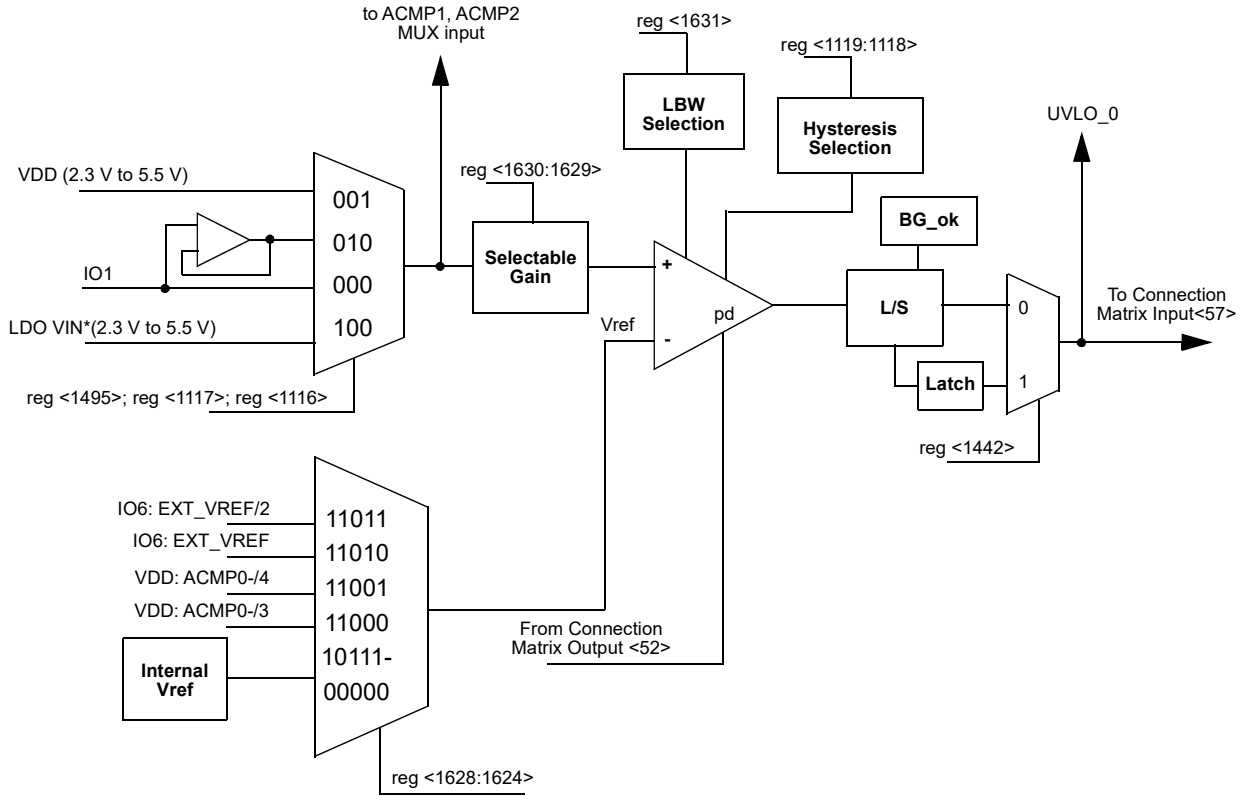 to ACMP1, ACMP2
MUX input
reg <1631>
reg <1119:1118>
LBW
Selection
Hysteresis
Selection
UVLO_0
VDD (2.3 V to 5.5 V)
reg <1630:1629>
001
010
000
100
IO1
LDO VIN*(2.3 V to 5.5 V)
Selectable
Gain
+
Vref
-
pd
BG_ok
L/S
Latch
0
1
To Connection
Matrix Input<57>
reg <1495>; reg <1117>; reg <1116>
reg <1442>
IO6: EXT_VREF/2
IO6: EXT_VREF
VDD: ACMP0-/4
VDD: ACMP0-/3
Internal
Vref
11011
11010
11001
11000
10111-
00000
From Connection
Matrix Output <52>
reg <1628:1624>